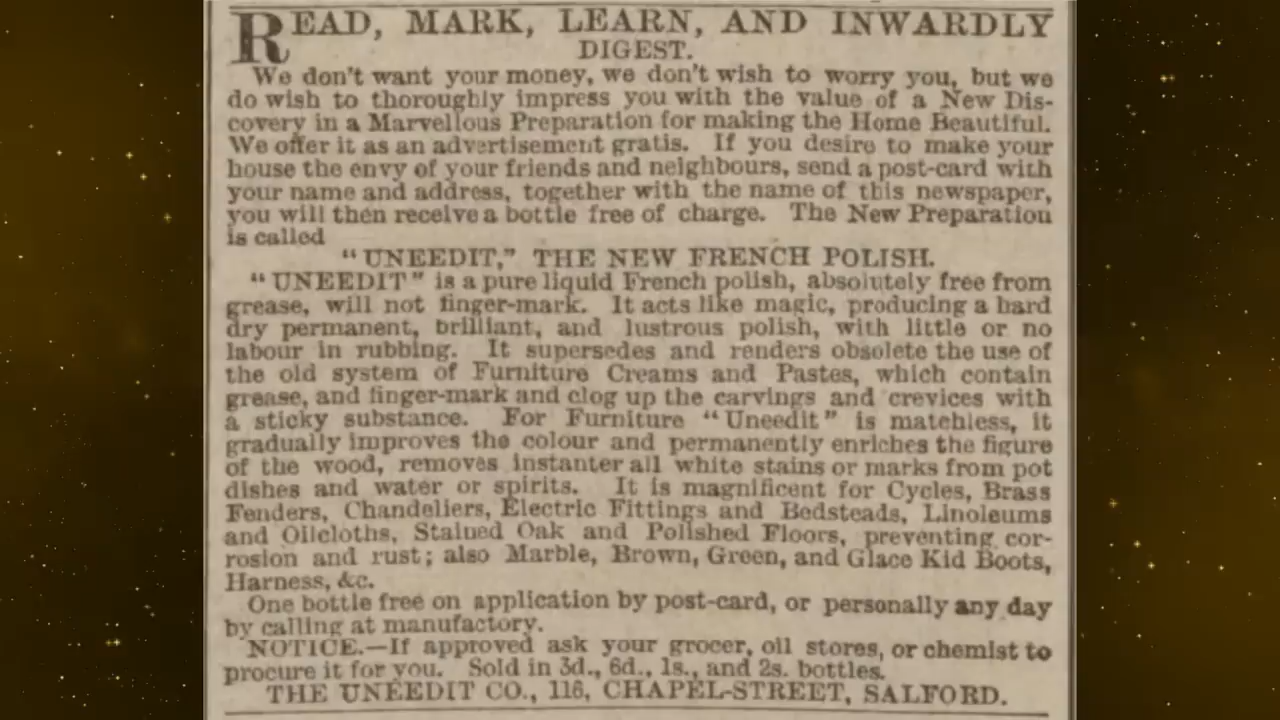 READ, MARK, LEARN, AND INWARDLY
DIGEST.
We don't want your money, we don't wish to worry you, but we
do wish to thoroughly impress you with the value of a New Dis-
covery in a Marvellous Preparation for making the Home Beautiful.
We offer it as an advertisement gratis. If you desire to make your
house the envy of your friends and neighbours, send a post-card with
your name and address, together with the name of this newspaper,
you will then receive a bottle free of charge. The New Preparation
is called
"UNEEDIT," THE NEW FRENCH POLISH.
"UNEEDIT" is a pure liquid French polish, absolutely free from
grease, will not finger-mark. It acts like magic, producing a hard
dry permanent, brilliant, and lustrous polish, with little or no
labour in rubbing. It supersedes and renders obsolete the use of
the old system of Furniture Creams and Pastes, which contain
grease, and finger-mark and clog up the carvings and crevices with
a sticky substance. For Furniture "Uneedit" is matchless, it
gradually improves the colour and permanently enriches the figure
of the wood, removes instanter all white stains or marks from pot
dishes and water or spirits. It is magnificent for Cycles, Brass
Fenders, Chandeliers, Electric Fittings and Bedsteads, Linoleums
and Oilcloths, Stained Oak and Polished Floors, preventing cor-
rosion and rust; also Marble, Brown, Green, and Glace Kid Boots,
Harness, &c.
One bottle free on application by post-card, or personally any day
by calling at manufactory.
NOTICE.—If approved ask your grocer, oil stores, or chemist to
procure it for you. Sold in 3d., 6d., 1s., and 2s. bottles.
THE UNEEDIT CO., 116, CHAPEL-STREET, SALFORD.